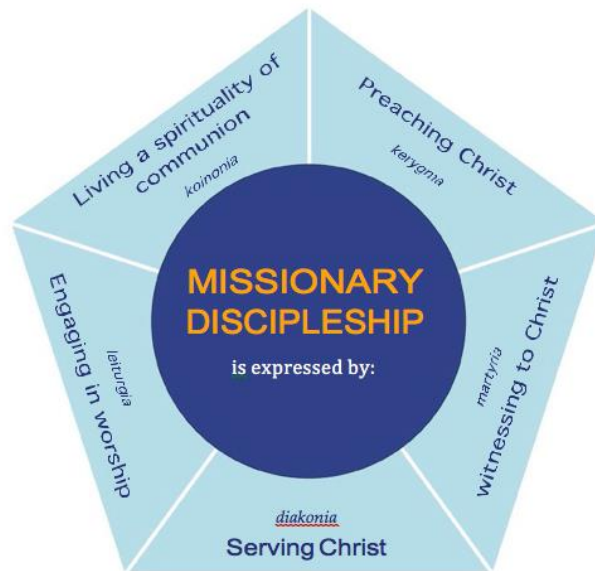 MISSIONARY
DISCIPLESHIP
is expressed by:
Preaching Christ
kerygma
witnessing to Christ
martyria
diakonia
Serving Christ
Engaging in worship
leiturgia
Living a spirituality of
communion
koinonia